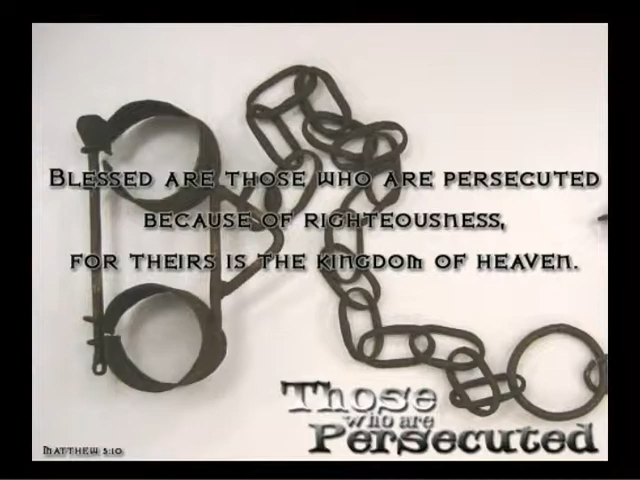 Blessed are those who are persecuted
because of righteousness,
for theirs is the kingdom of heaven.
Those
who are
Persecuted
Matthew 5:10